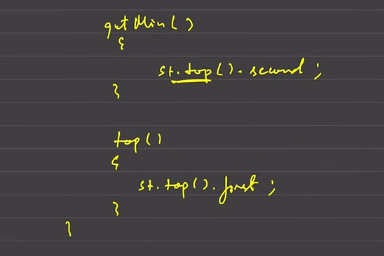 getMin()
{
st.top().second;
}
top()
{
st.top().first;
}
}